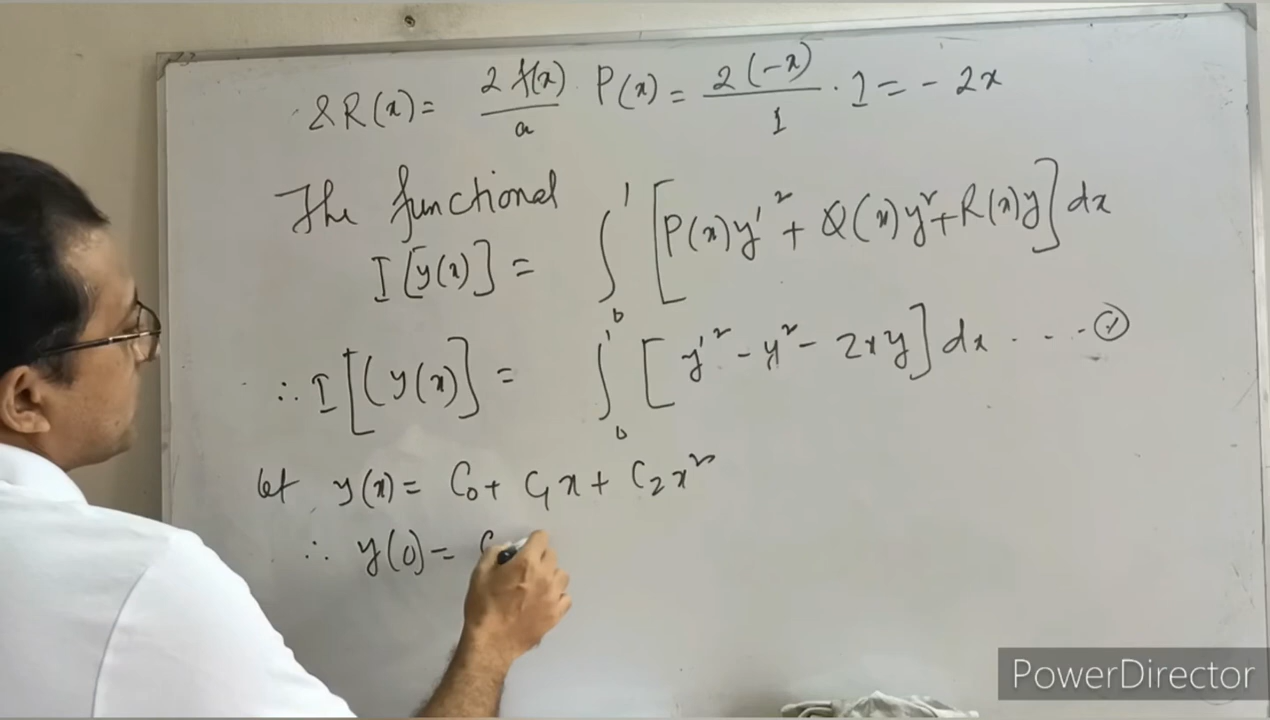 & R(x) = 2 f(x)/a . P(x) = 2(-x)/1 . 1 = - 2x
The functional
I[y(x)] = ∫₀¹ [P(x)y'² + Q(x)y² + R(x)y] dx
∴ I[(y(x)] = ∫₀¹ [y'² - y² - 2xy] dx . . . . ①
let y(x) = C₀ + C₁x + C₂x²
∴ y(0) = C
PowerDirector